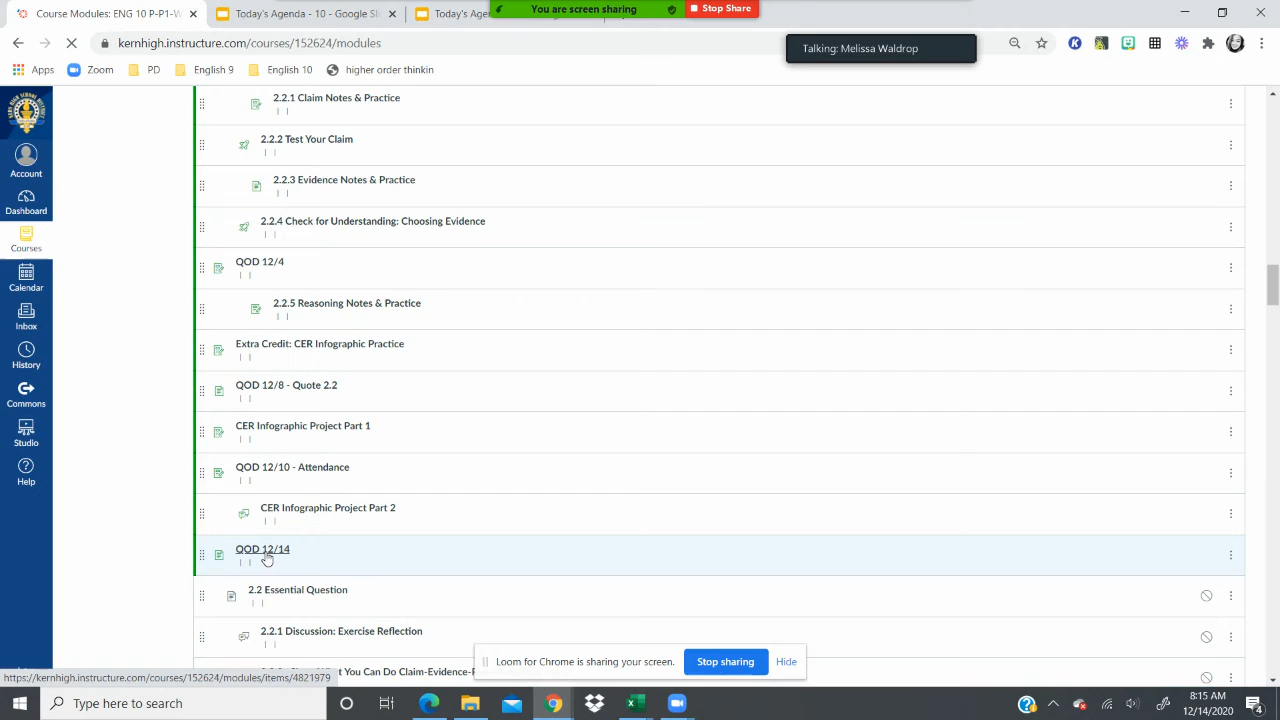 Course Modules: ENG 10 P-P1-W
Today's Agenda - 10 - Google Sl
Today's Agen
You are screen sharing
Stop Share
kernhigh.instructure.com/courses/152624/modules
Talking: Melissa Waldrop
Apps
Zoom
PD
English 9
English 10
higher order thinkin
Account
Dashboard
Courses
Calendar
Inbox
History
Commons
Studio
Help
2.2.1 Claim Notes & Practice
2.2.2 Test Your Claim
2.2.3 Evidence Notes & Practice
2.2.4 Check for Understanding: Choosing Evidence
QOD 12/4
2.2.5 Reasoning Notes & Practice
Extra Credit: CER Infographic Practice
QOD 12/8 - Quote 2.2
CER Infographic Project Part 1
QOD 12/10 - Attendance
CER Infographic Project Part 2
QOD 12/14
2.2 Essential Question
2.2.1 Discussion: Exercise Reflection
t You Can Do Claim-Evidence-R
Loom for Chrome is sharing your screen.
Stop sharing
Hide
https://kernhigh.instructure.com/courses/152624/modules/items/4821979
Type here to search
8:15 AM
12/14/2020
4